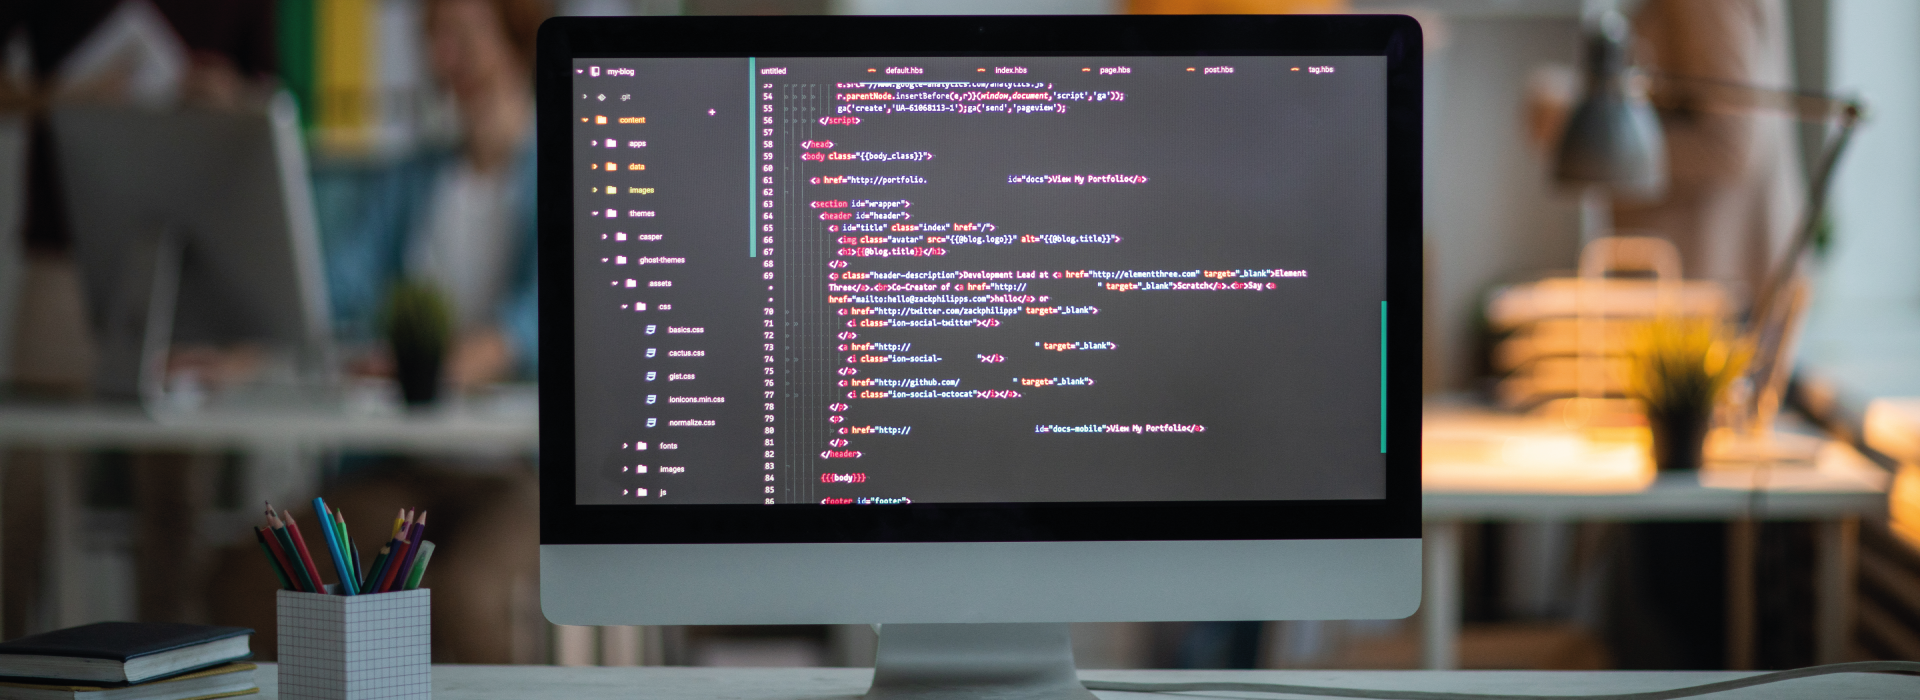 my-blog
.git
content
apps
data
images
themes
casper
ghost-themes
assets
css
basics.css
cactus.css
gist.css
ionicons.min.css
normalize.css
fonts
images
js
untitled
default.hbs
index.hbs
page.hbs
post.hbs
tag.hbs
53
54 r.parentNode.insertBefore(a,r)}(window,document,'script','ga'));
55 ga('create','UA-61068113-1');ga('send','pageview');
56 </script>
57
58 </head>
59 <body class="{{body_class}}">
60
61 <a href="http://portfolio. id="docs">View My Portfolio</a>
62
63 <section id="wrapper">
64 <header id="header">
65 <a id="title" class="index" href="/">
66 <img class="avatar" src="{{@blog.logo}}" alt="{{@blog.title}}">
67 <h1>{{@blog.title}}</h1>
68 </a>
69 <p class="header-description">Development Lead at <a href="http://elementthree.com" target="_blank">Element
Three</a>.<br>Co-Creator of <a href="http:// " target="_blank">Scratch</a>.<br>Say <a
href="mailto:hello@zackphilipps.com">hello</a> or
70 <a href="http://twitter.com/zackphilipps" target="_blank">
71 <i class="ion-social-twitter"></i>
72 </a>
73 <a href="http:// " target="_blank">
74 <i class="ion-social- "></i>
75 </a>
76 <a href="http://github.com/ " target="_blank">
77 <i class="ion-social-octocat"></i></a>.
78 </p>
79 <p>
80 <a href="http:// id="docs-mobile">View My Portfolio</a>
81 </p>
82 </header>
83
84 {{{body}}}
85
86 <footer id="footer">